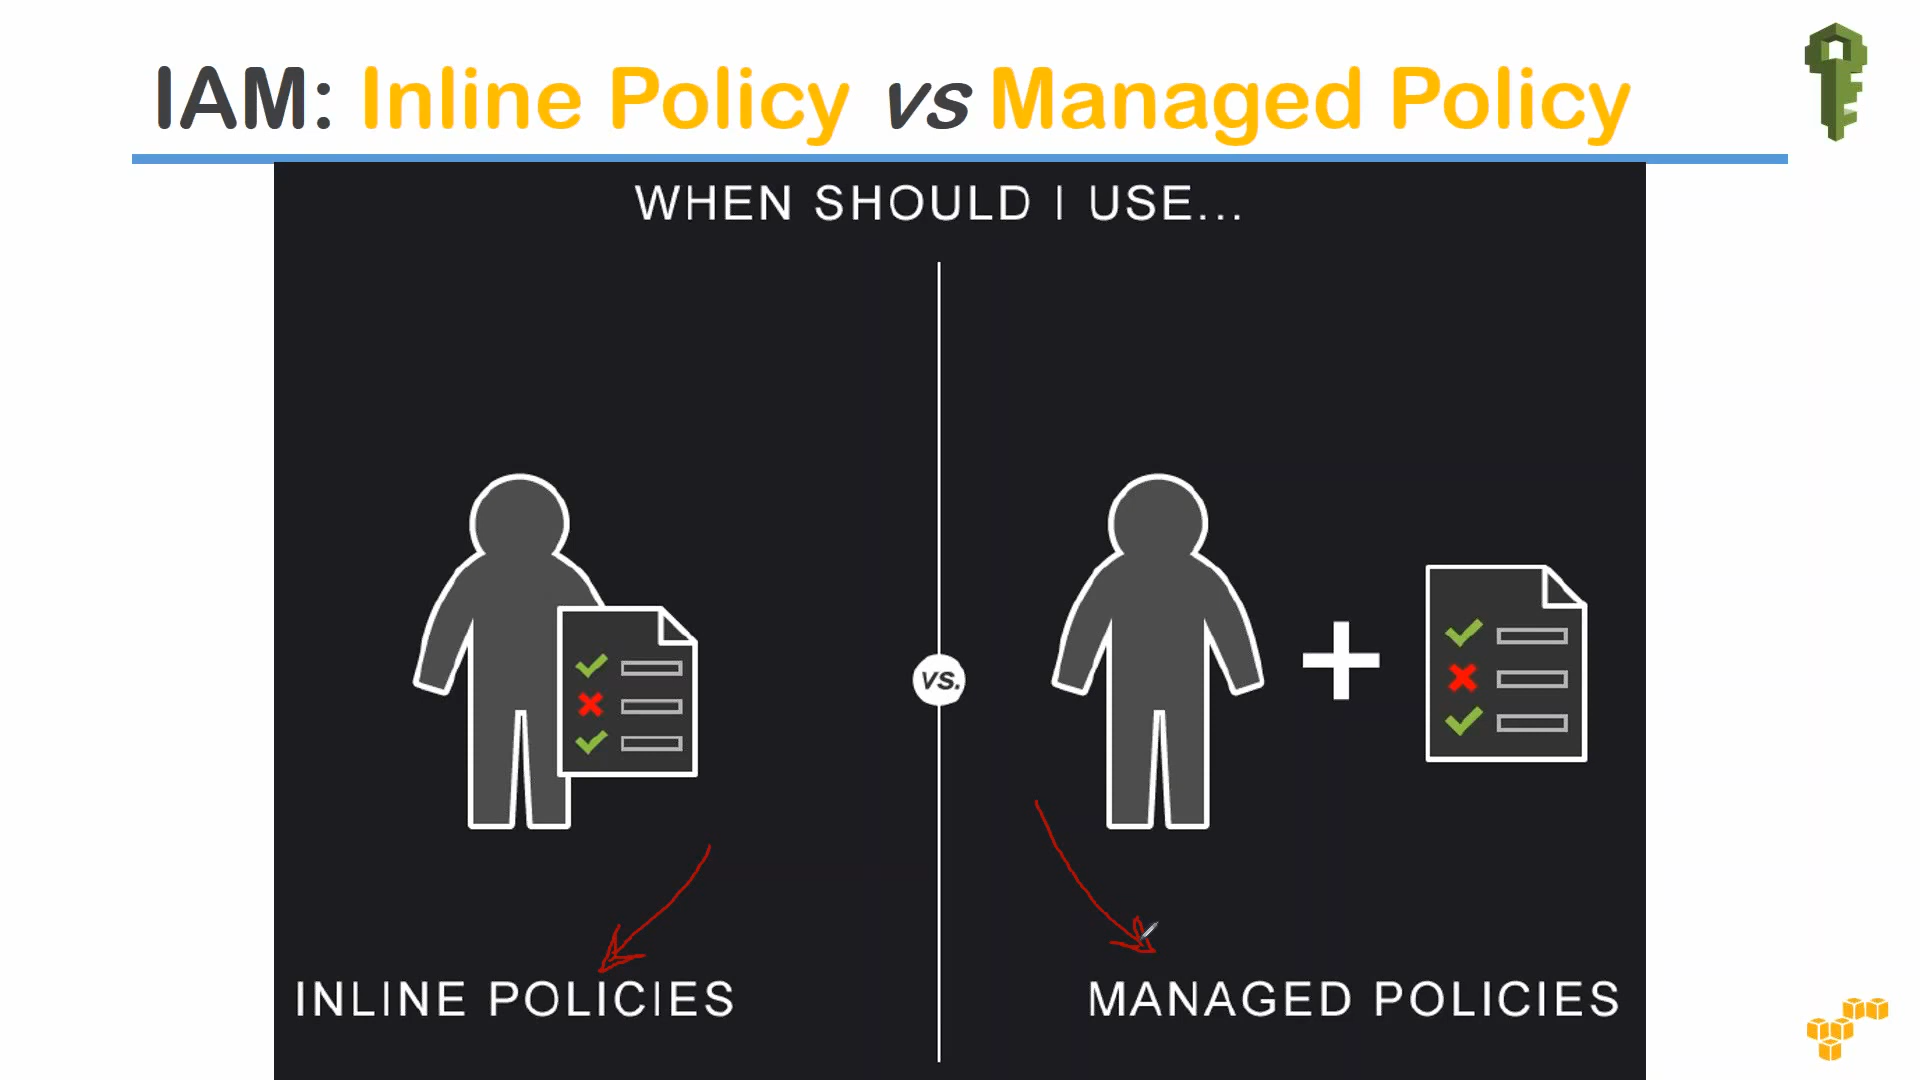 IAM: Inline Policy vs Managed Policy
WHEN SHOULD I USE...
vs.
INLINE POLICIES
MANAGED POLICIES